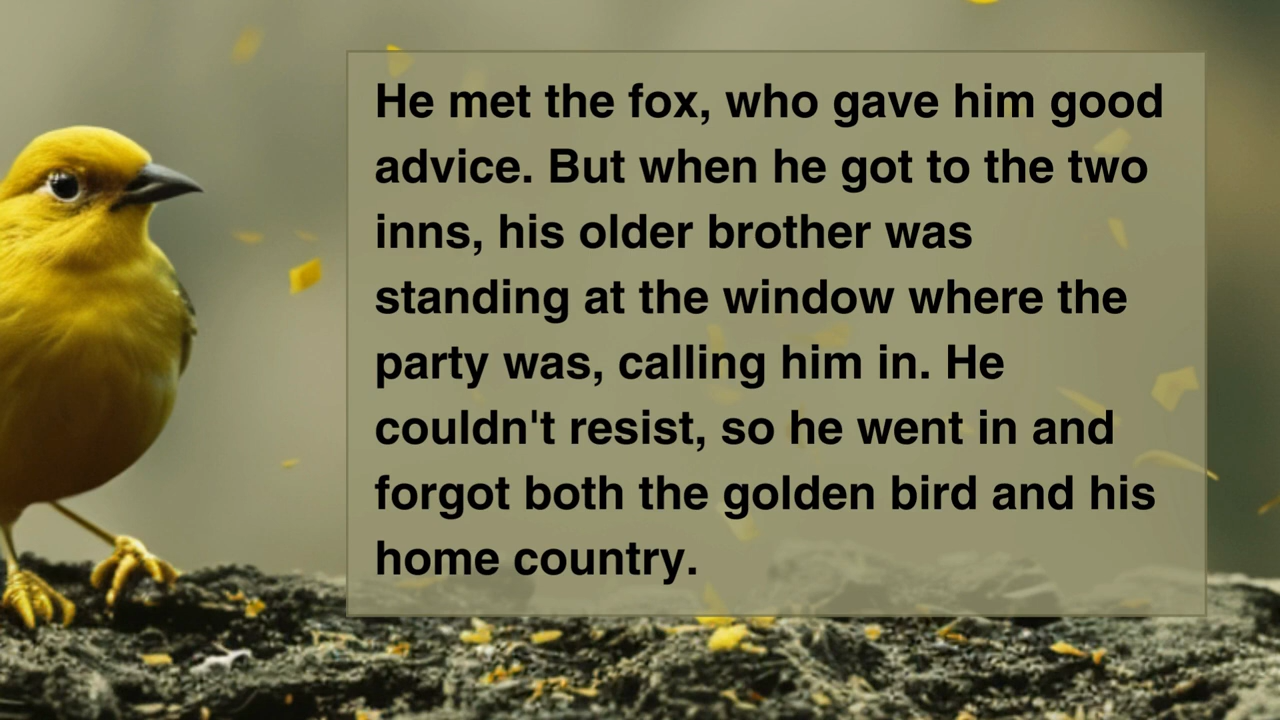 He met the fox, who gave him good
advice. But when he got to the two
inns, his older brother was
standing at the window where the
party was, calling him in. He
couldn't resist, so he went in and
forgot both the golden bird and his
home country.